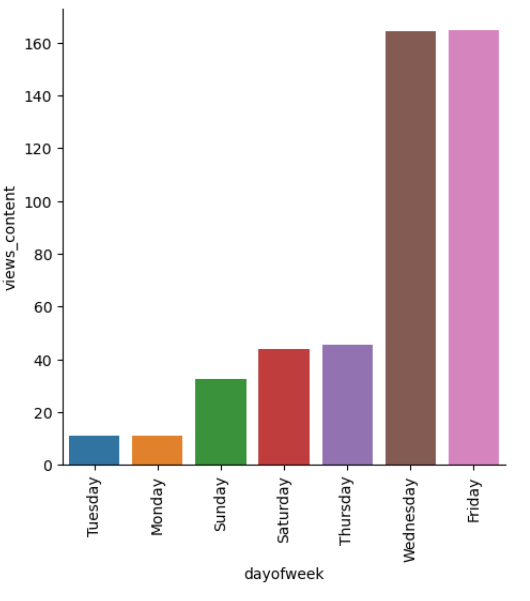 160
140
120
100
80
60
40
20
0
views_content
Tuesday
Monday
Sunday
Saturday
Thursday
Wednesday
Friday
dayofweek